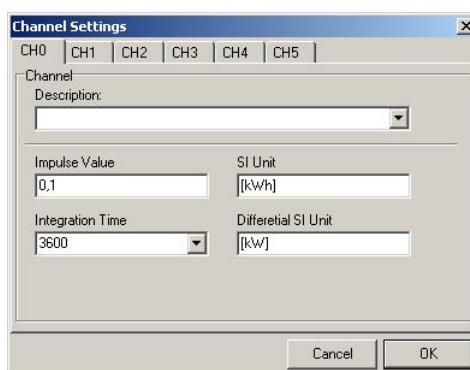 Channel Settings
CH0 CH1 CH2 CH3 CH4 CH5
Channel
Description:
Impulse Value SI Unit
0,1 [kWh]
Integration Time Differetial SI Unit
3600 [kW]
Cancel OK